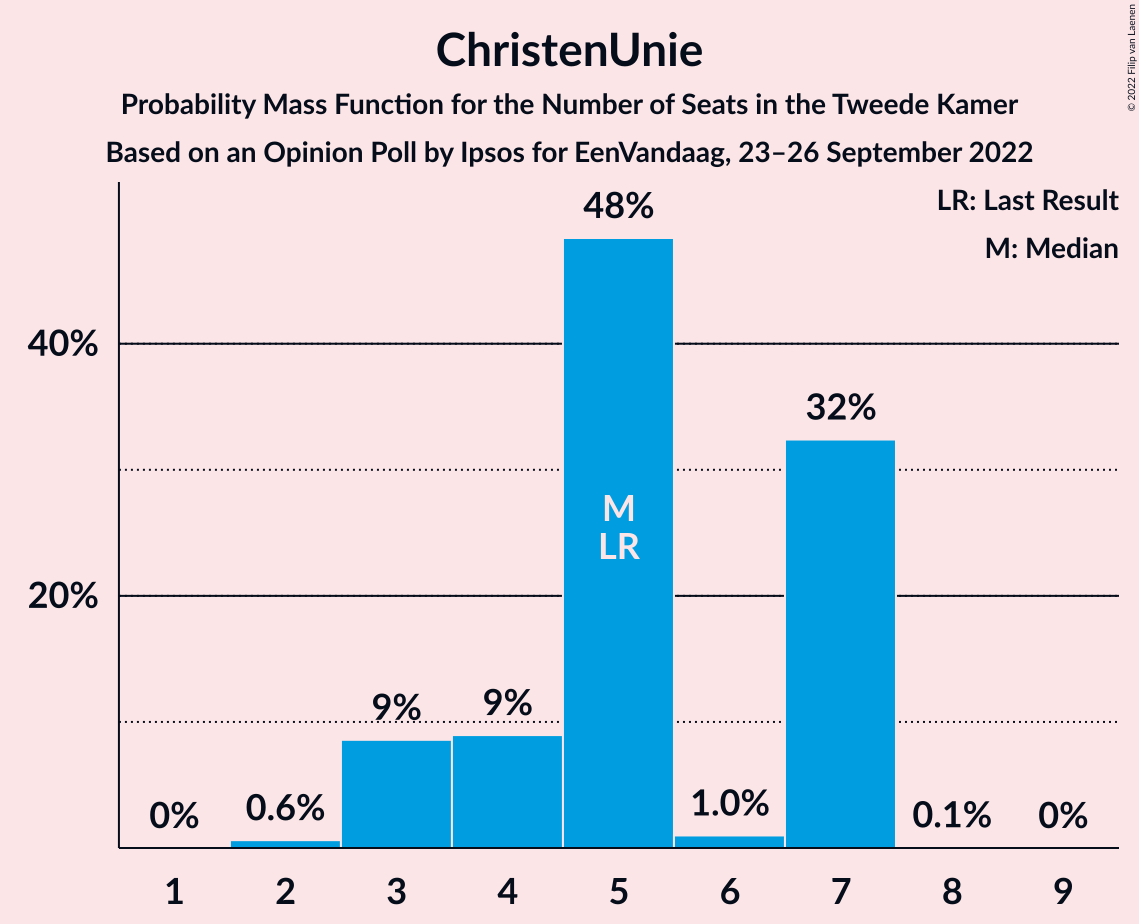 ChristenUnie
Probability Mass Function for the Number of Seats in the Tweede Kamer
Based on an Opinion Poll by Ipsos for EenVandaag, 23–26 September 2022
© 2022 Filip van Laenen
LR: Last Result
M: Median
40%
20%
0%
0.6%
9%
9%
48%
M
LR
1.0%
32%
0.1%
0%
1 2 3 4 5 6 7 8 9